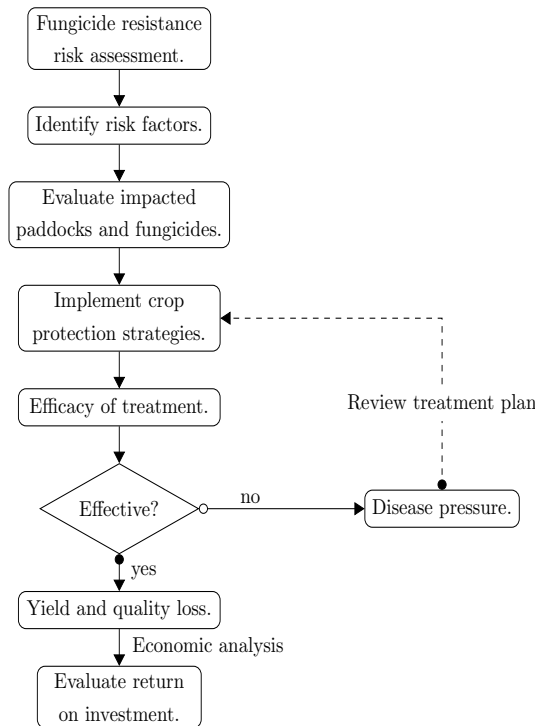 Fungicide resistance
risk assessment.
Identify risk factors.
Evaluate impacted
paddocks and fungicides.
Implement crop
protection strategies.
Review treatment plan
Efficacy of treatment.
Effective?
no
Disease pressure.
yes
Yield and quality loss.
Economic analysis
Evaluate return
on investment.